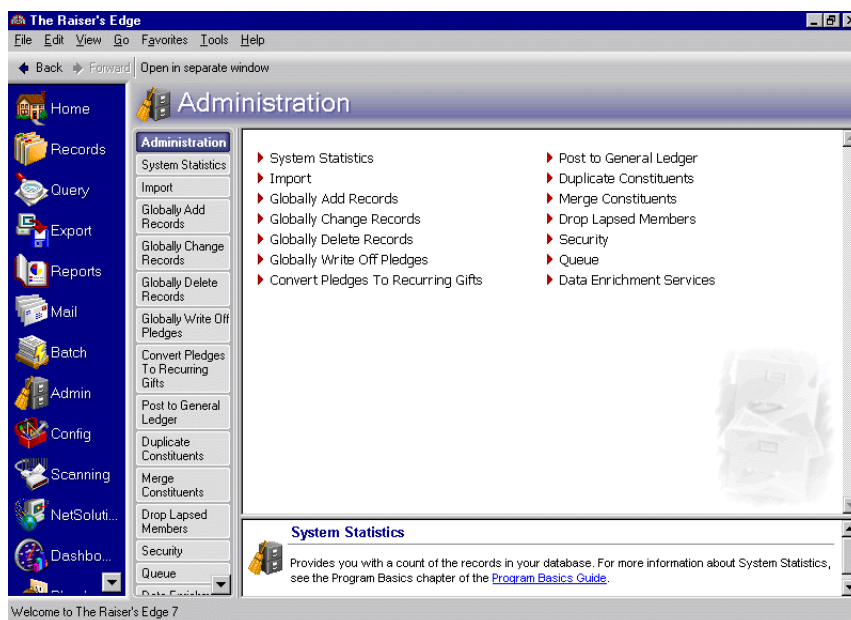 The Raiser's Edge
File Edit View Go Favorites Tools Help
Back Forward Open in separate window
Administration
Home
Records
Query
Export
Reports
Mail
Batch
Admin
Config
Scanning
NetSoluti...
Dashbo...
Administration
System Statistics
Import
Globally Add
Records
Globally Change
Records
Globally Delete
Records
Globally Write Off
Pledges
Convert Pledges
To Recurring
Gifts
Post to General
Ledger
Duplicate
Constituents
Merge
Constituents
Drop Lapsed
Members
Security
Queue
System Statistics
Import
Globally Add Records
Globally Change Records
Globally Delete Records
Globally Write Off Pledges
Convert Pledges To Recurring Gifts
Post to General Ledger
Duplicate Constituents
Merge Constituents
Drop Lapsed Members
Security
Queue
Data Enrichment Services
System Statistics
Provides you with a count of the records in your database. For more information about System Statistics,
see the Program Basics chapter of the Program Basics Guide.
Welcome to The Raiser's Edge 7